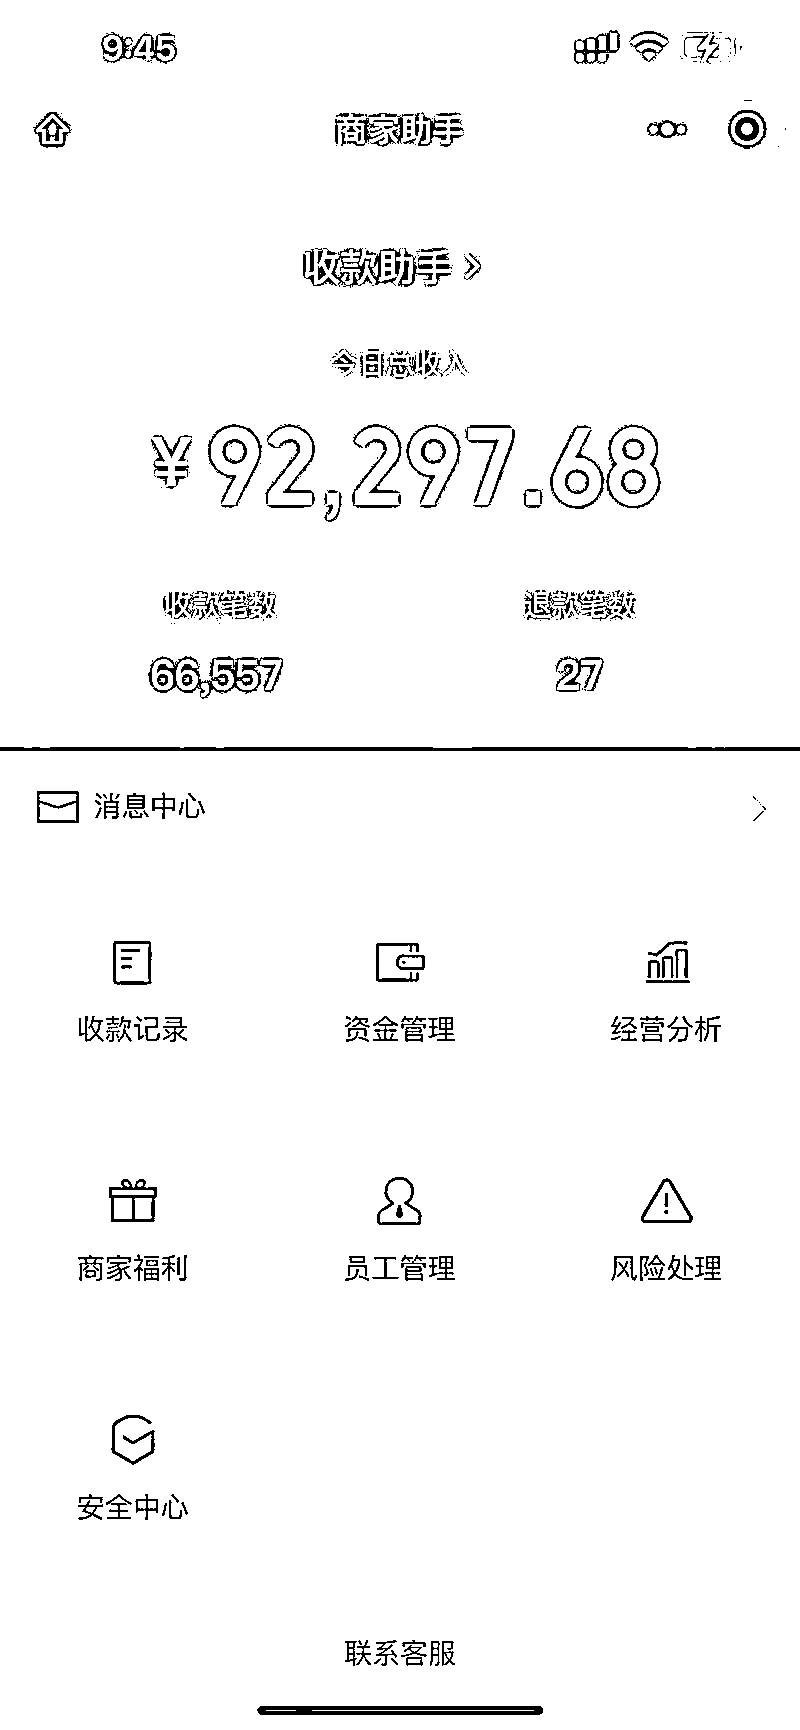 9:45
商家助手
收款助手
今日总收入
¥92,297.68
收款笔数 退款笔数
66,557 27
消息中心
收款记录 资金管理 经营分析
商家福利 员工管理 风险处理
安全中心
联系客服